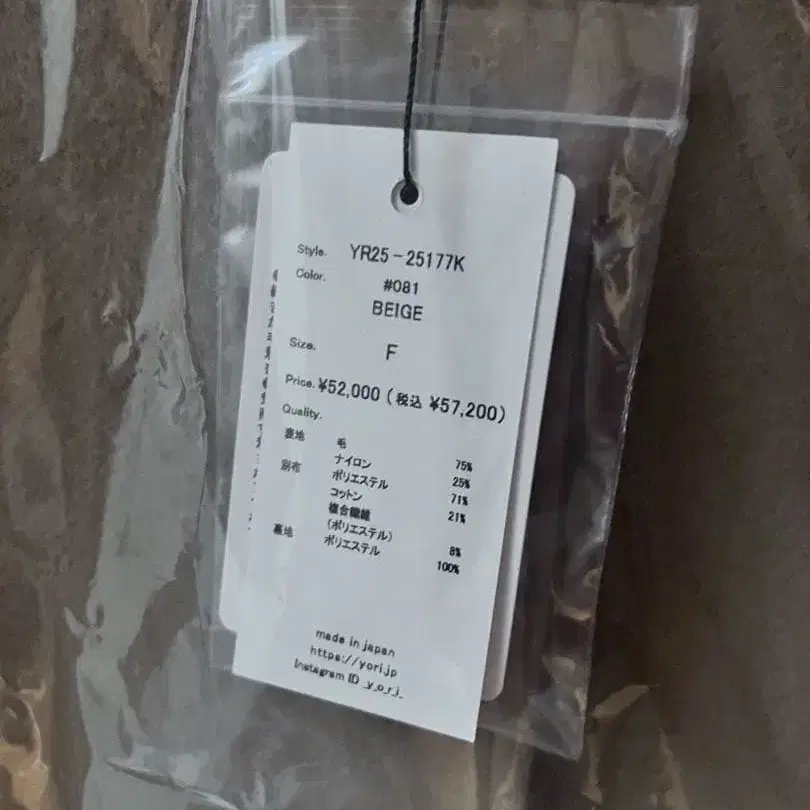 Style. YR25-25177K
Color. #081
BEIGE
Size. F
Price. ¥52,000 (税込 ¥57,200)
Quality.
表地 毛 75%
ナイロン 25%
別布 ポリエステル 71%
コットン 21%
複合繊維
(ポリエステル) 8%
裏地 ポリエステル 100%
made in japan
https://yori.jp
Instagram ID _y_o_r_i_